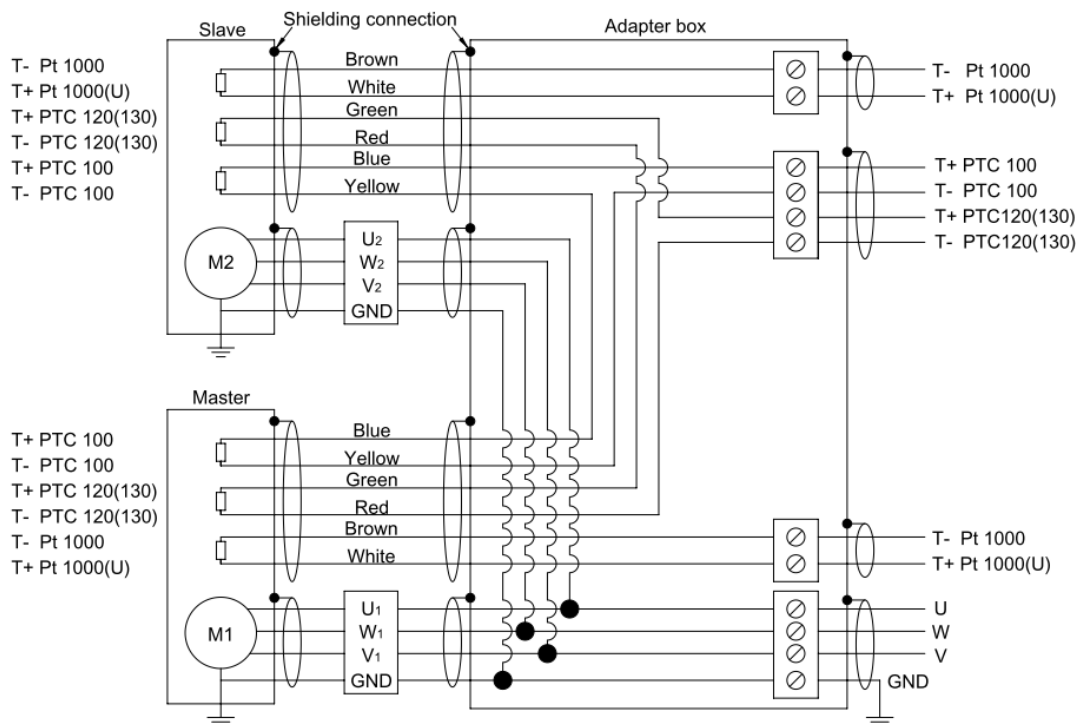 Shielding connection
Slave
Adapter box
T- Pt 1000
T+ Pt 1000(U)
T+ PTC 120(130)
T- PTC 120(130)
T+ PTC 100
T- PTC 100
Brown
White
Green
Red
Blue
Yellow
T- Pt 1000
T+ Pt 1000(U)
T+ PTC 100
T- PTC 100
T+ PTC120(130)
T- PTC120(130)
M2
U2
W2
V2
GND
Master
T+ PTC 100
T- PTC 100
T+ PTC 120(130)
T- PTC 120(130)
T- Pt 1000
T+ Pt 1000(U)
Blue
Yellow
Green
Red
Brown
White
T- Pt 1000
T+ Pt 1000(U)
M1
U1
W1
V1
GND
U
W
V
GND